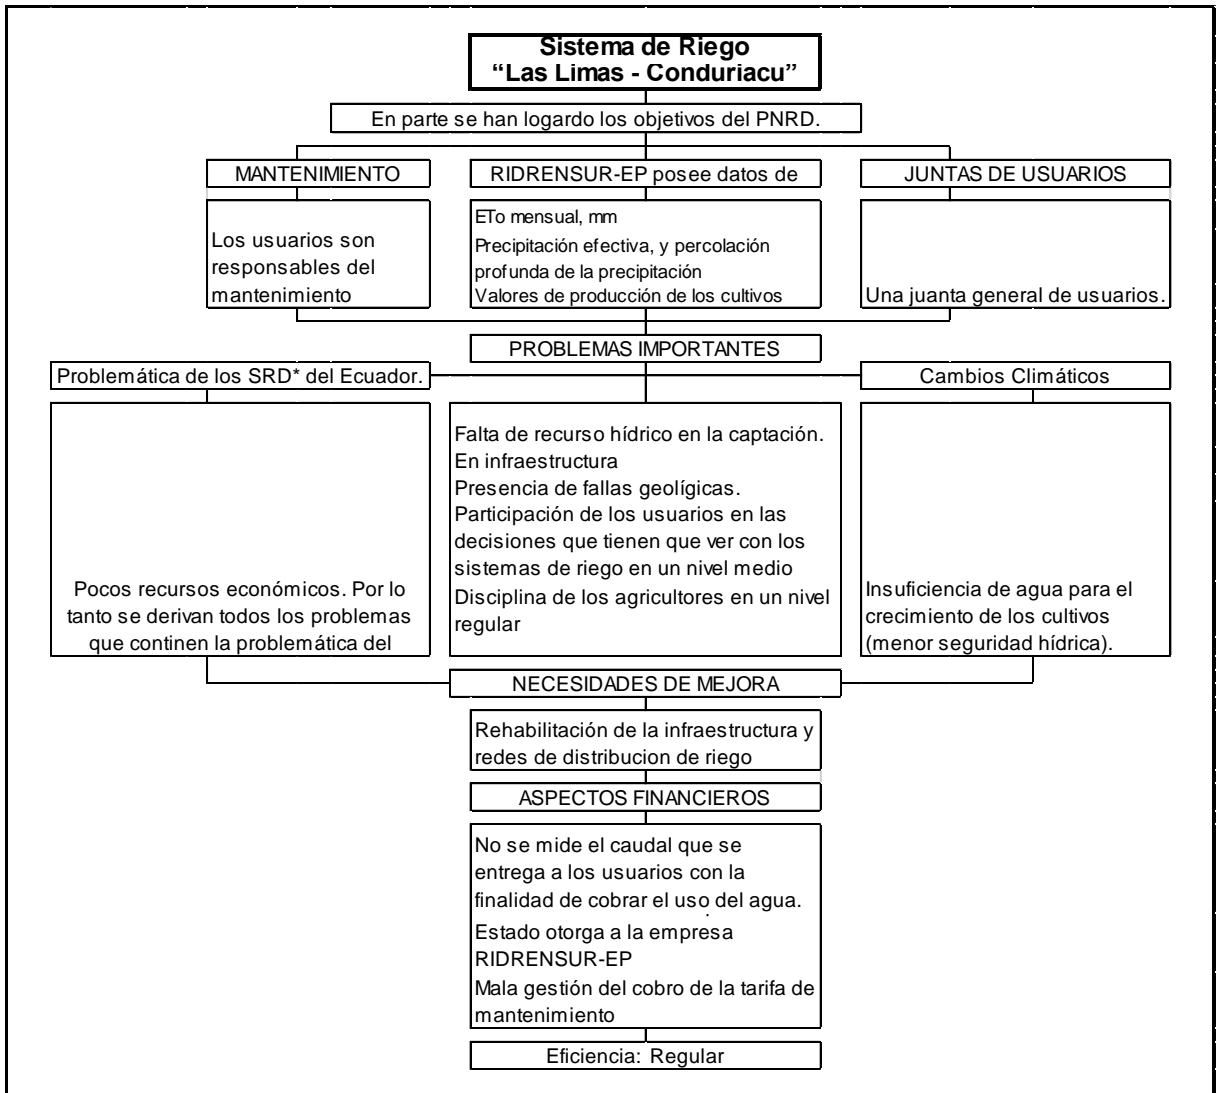 Sistema de Riego
“Las Limas - Conduriacu”
En parte se han logardo los objetivos del PNRD.
MANTENIMIENTO
RIDRENSUR-EP posee datos de
JUNTAS DE USUARIOS
Los usuarios son
responsables del
mantenimiento
ETo mensual, mm
Precipitación efectiva, y percolación
profunda de la precipitación
Valores de producción de los cultivos
Una juanta general de usuarios.
PROBLEMAS IMPORTANTES
Problemática de los SRD* del Ecuador.
Cambios Climáticos
Pocos recursos económicos. Por lo
tanto se derivan todos los problemas
que continen la problemática del
Falta de recurso hídrico en la captación.
En infraestructura
Presencia de fallas geolígicas.
Participación de los usuarios en las
decisiones que tienen que ver con los
sistemas de riego en un nivel medio
Disciplina de los agricultores en un nivel
regular
Insuficiencia de agua para el
crecimiento de los cultivos
(menor seguridad hídrica).
NECESIDADES DE MEJORA
Rehabilitación de la infraestructura y
redes de distribucion de riego
ASPECTOS FINANCIEROS
No se mide el caudal que se
entrega a los usuarios con la
finalidad de cobrar el uso del agua.
Estado otorga a la empresa
RIDRENSUR-EP
Mala gestión del cobro de la tarifa de
mantenimiento
Eficiencia: Regular